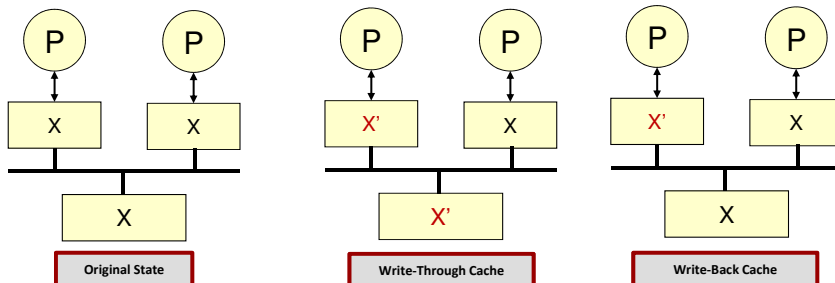 P P
X X
X
Original State
P P
X' X
X'
Write-Through Cache
P P
X' X
X
Write-Back Cache